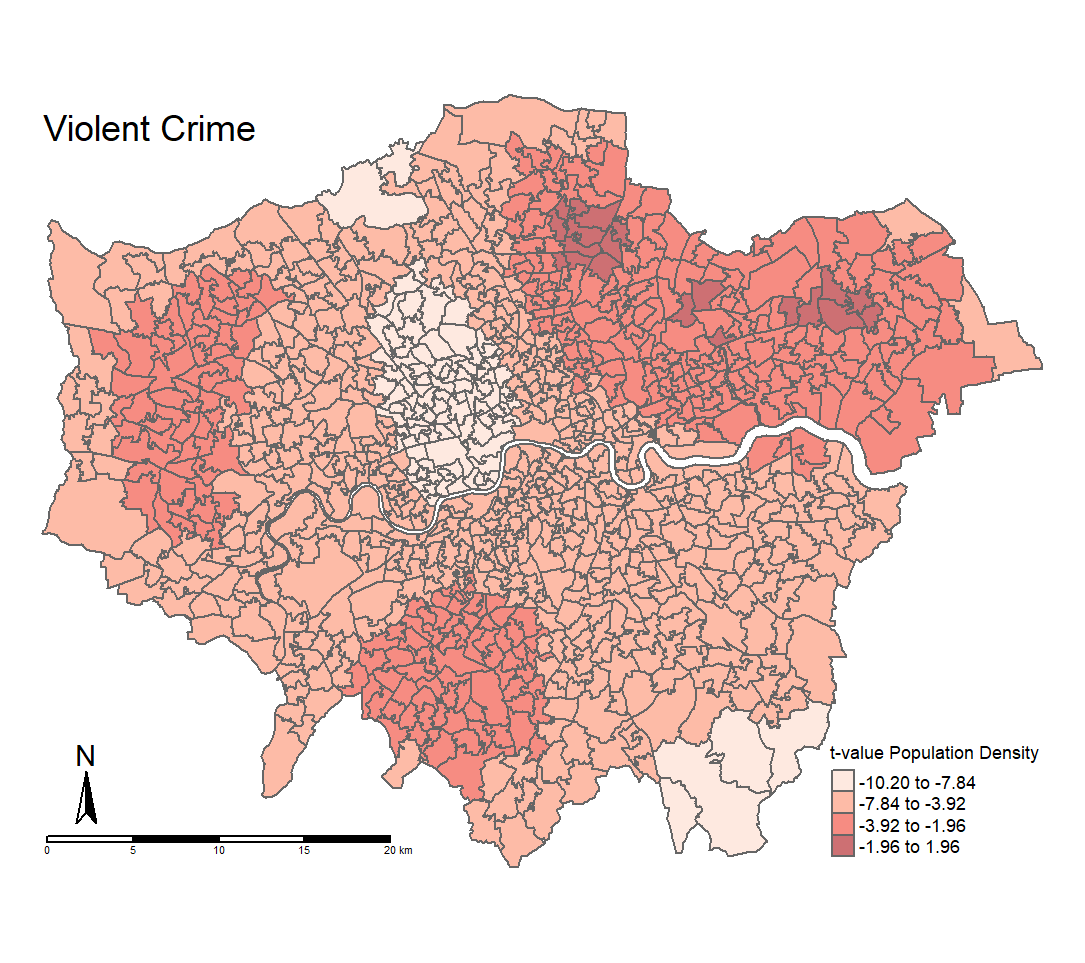 Violent Crime
N
0 5 10 15 20 km
t-value Population Density
-10.20 to -7.84
-7.84 to -3.92
-3.92 to -1.96
-1.96 to 1.96